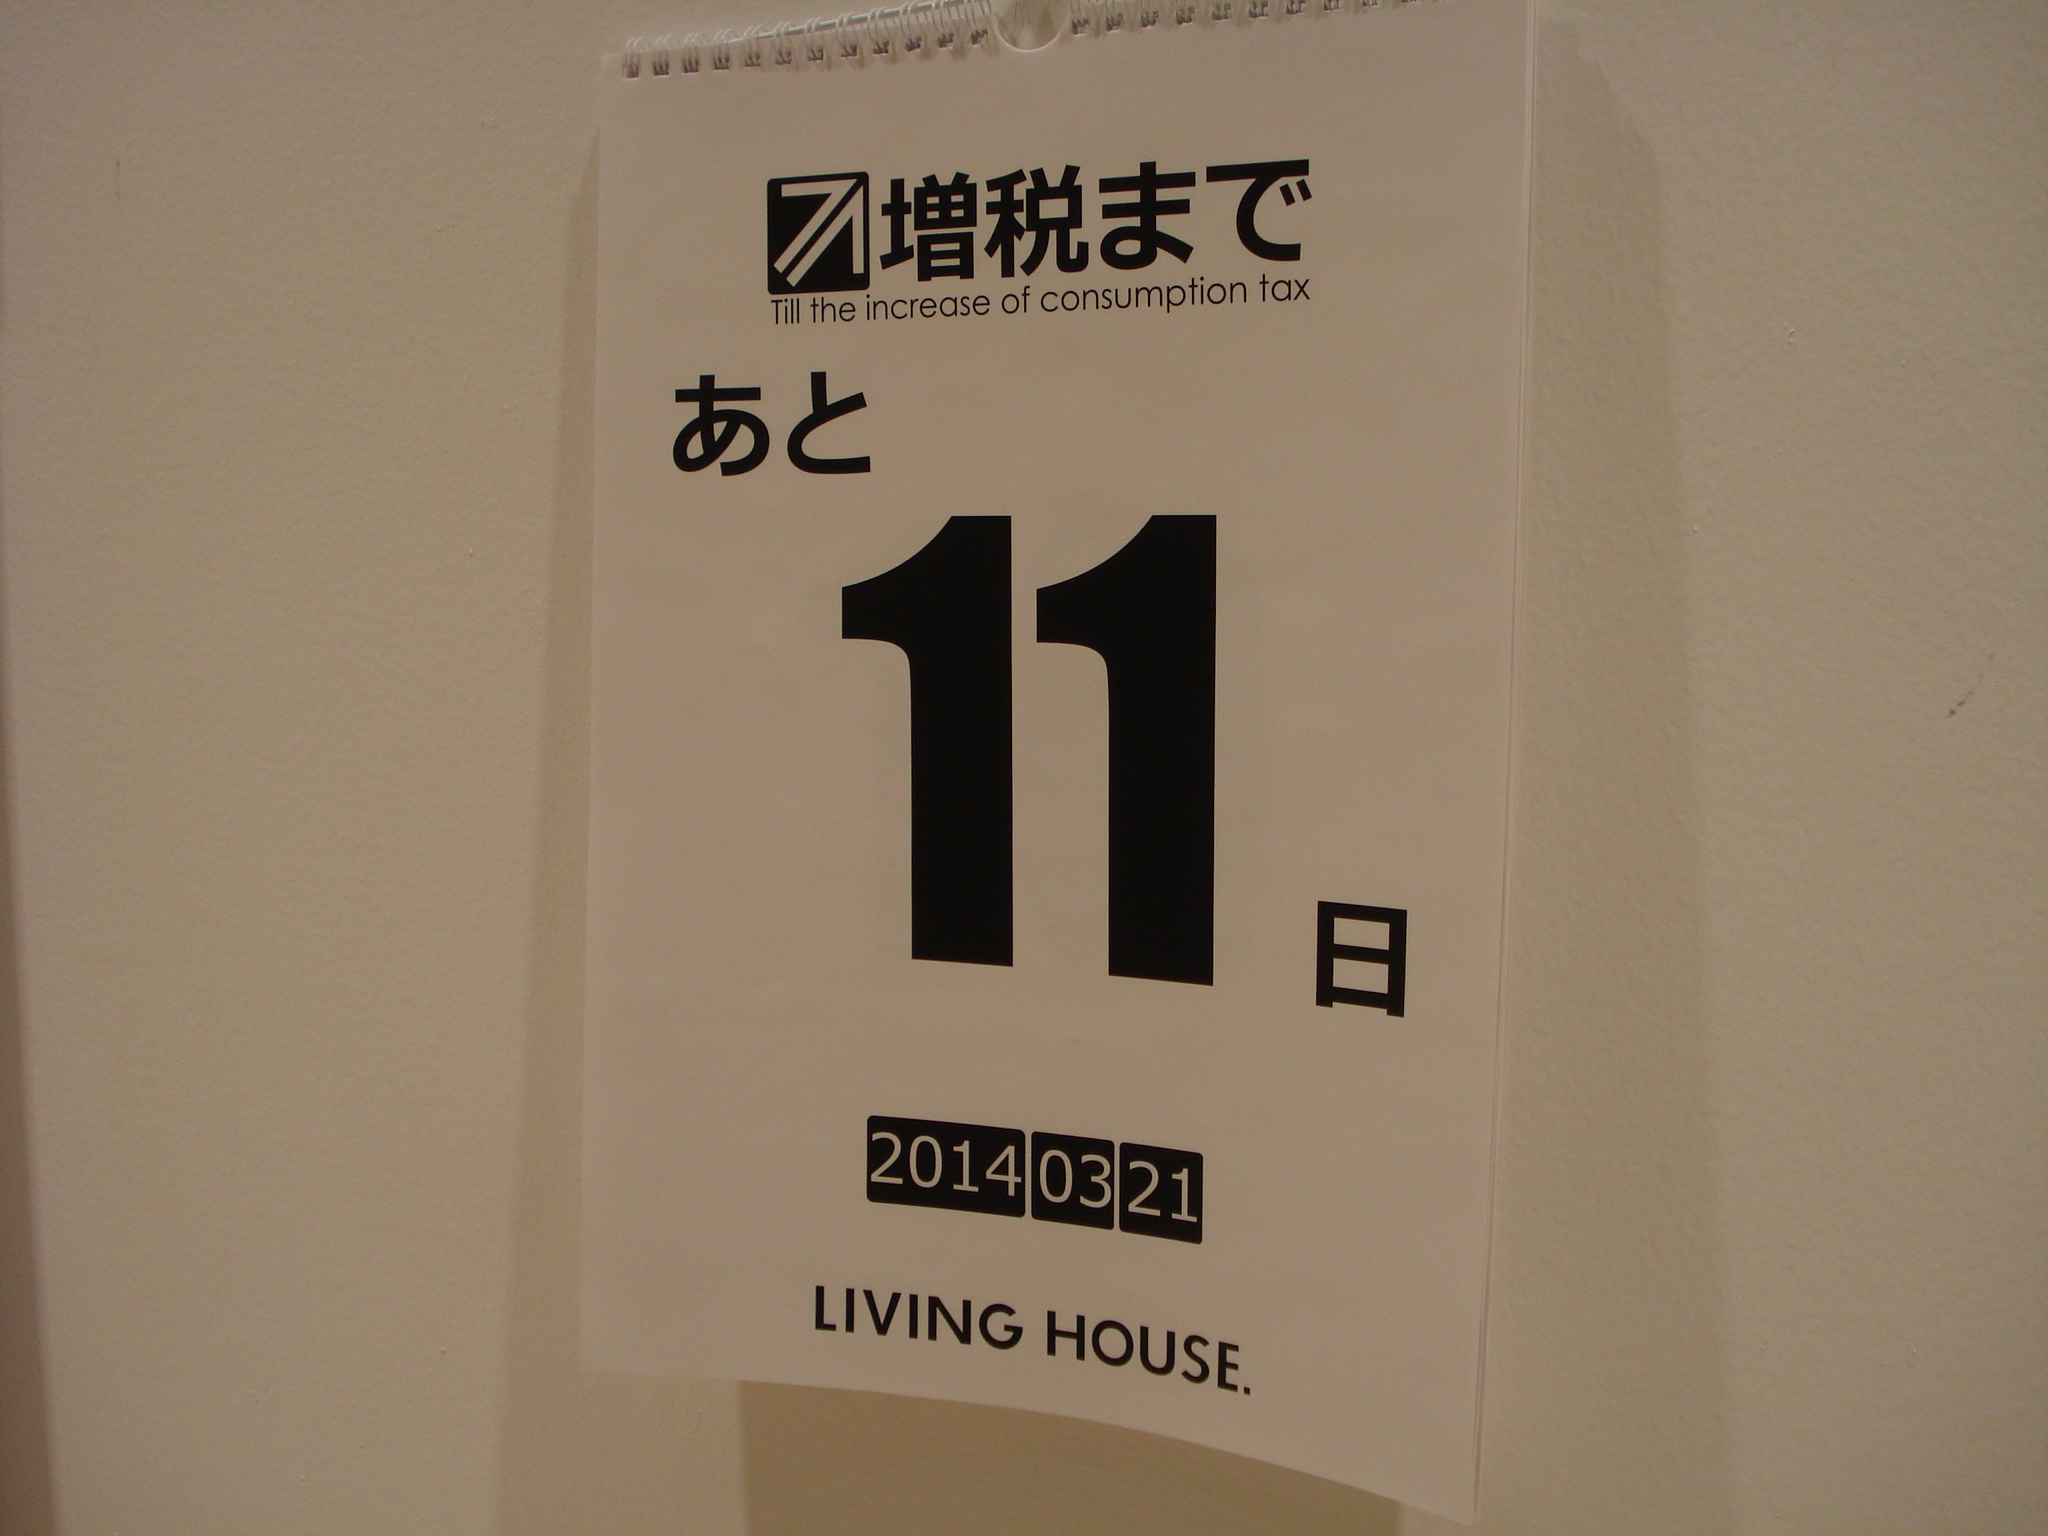 増税まで
Till the increase of consumption tax
あと
11
日
2014 03 21
LIVING HOUSE.